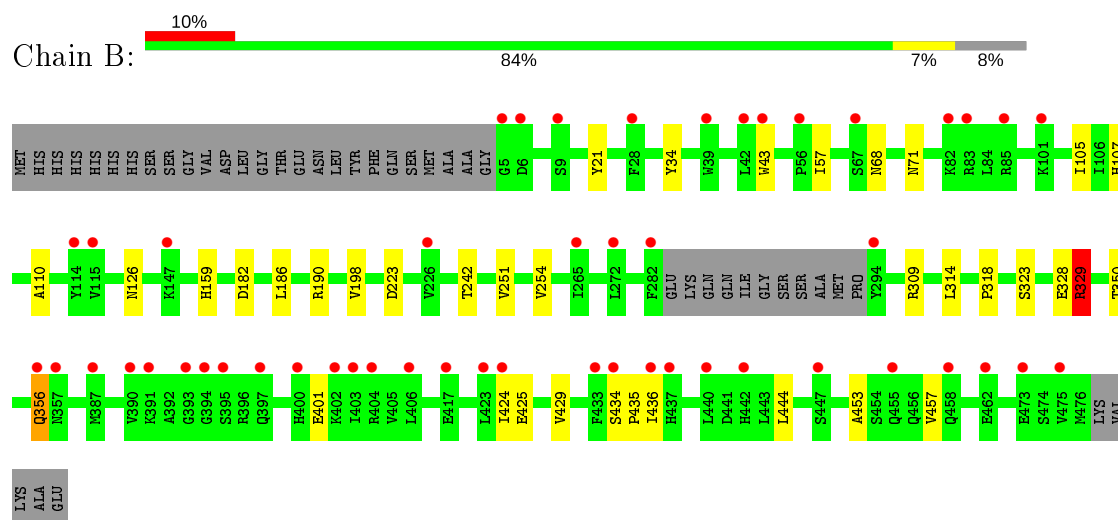 10%
Chain B:
84% 7% 8%
MET HIS HIS HIS HIS HIS HIS SER SER GLY VAL ASP LEU GLY THR GLU ASN LEU TYR PHE GLN SER MET ALA ALA GLY G5 D6 S9 Y21 F28 Y34 W39 L42 W43 P56 I57 S67 N68 N71 K82 R83 L84 R85 K101 I105 I106 H107
A110 Y114 V115 N126 K147 H159 D182 L186 R190 V198 D223 V226 T242 V251 V254 I265 L272 F282 GLU LYS GLN GLN ILE GLY SER SER ALA MET PRO Y294 R309 L314 P318 S323 E328 R329 T350
Q356 N357 M387 V390 K391 A392 G393 G394 S395 R396 Q397 H400 E401 K402 I403 R404 V405 L406 E417 L423 I424 E425 V429 F433 S434 P435 I436 H437 L440 D441 H442 L443 L444 S447 A453 S454 Q455 Q456 V457 Q458 E462 E473 S474 V475 M476 LYS VAL
LYS ALA GLU